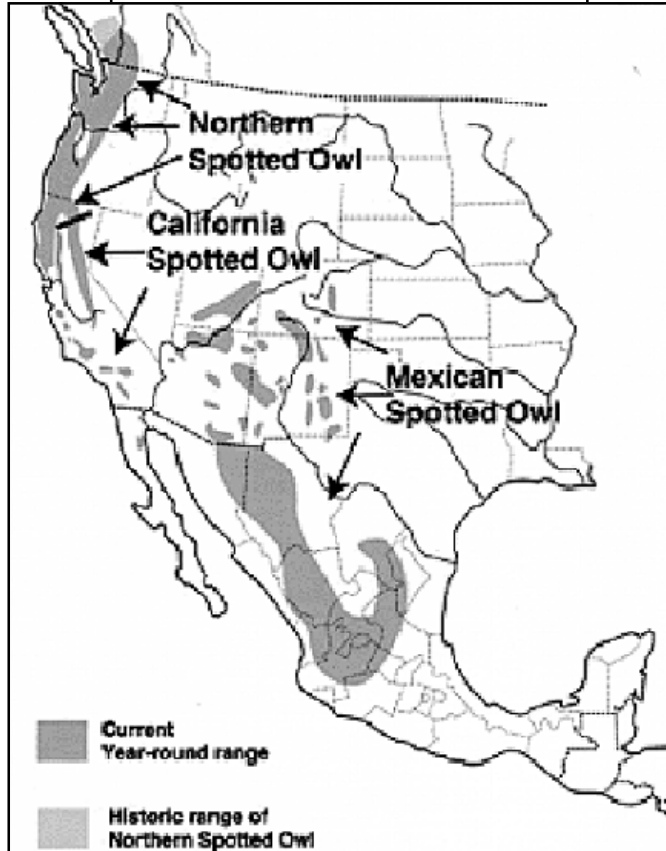 Northern
Spotted Owl
California
Spotted Owl
Mexican
Spotted Owl
Current
Year-round range
Historic range of
Northern Spotted Owl